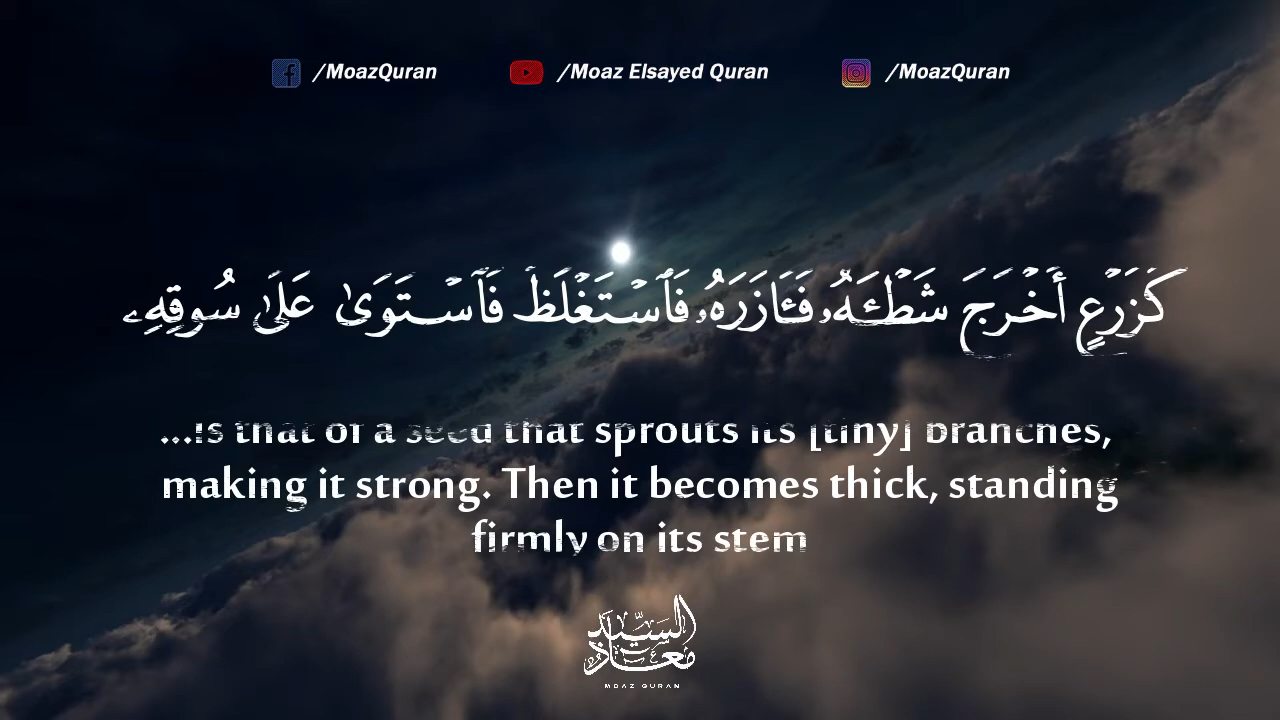 /MoazQuran /Moaz Elsayed Quran /MoazQuran
كَزَرْعٍ أَخْرَجَ شَطْـَٔهُۥ فَـَٔازَرَهُۥ فَٱسْتَغْلَظَ فَٱسْتَوَىٰ عَلَىٰ سُوقِهِۦ
...Is that of a seed that sprouts its [tiny] branches,
making it strong. Then it becomes thick, standing
firmly on its stem
السيد
معاذ
MOAZ QURAN